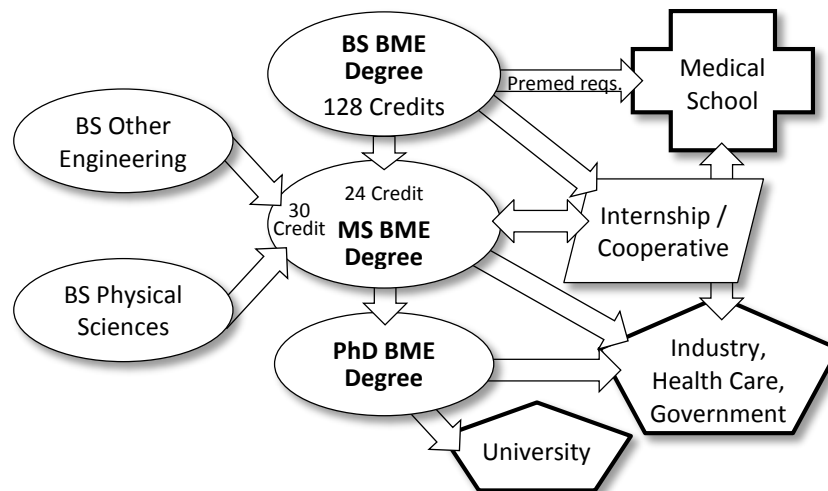 BS BME
Degree
128 Credits
Premed reqs.
Medical
School
BS Other
Engineering
24 Credit
30
Credit
MS BME
Degree
Internship /
Cooperative
BS Physical
Sciences
PhD BME
Degree
Industry,
Health Care,
Government
University